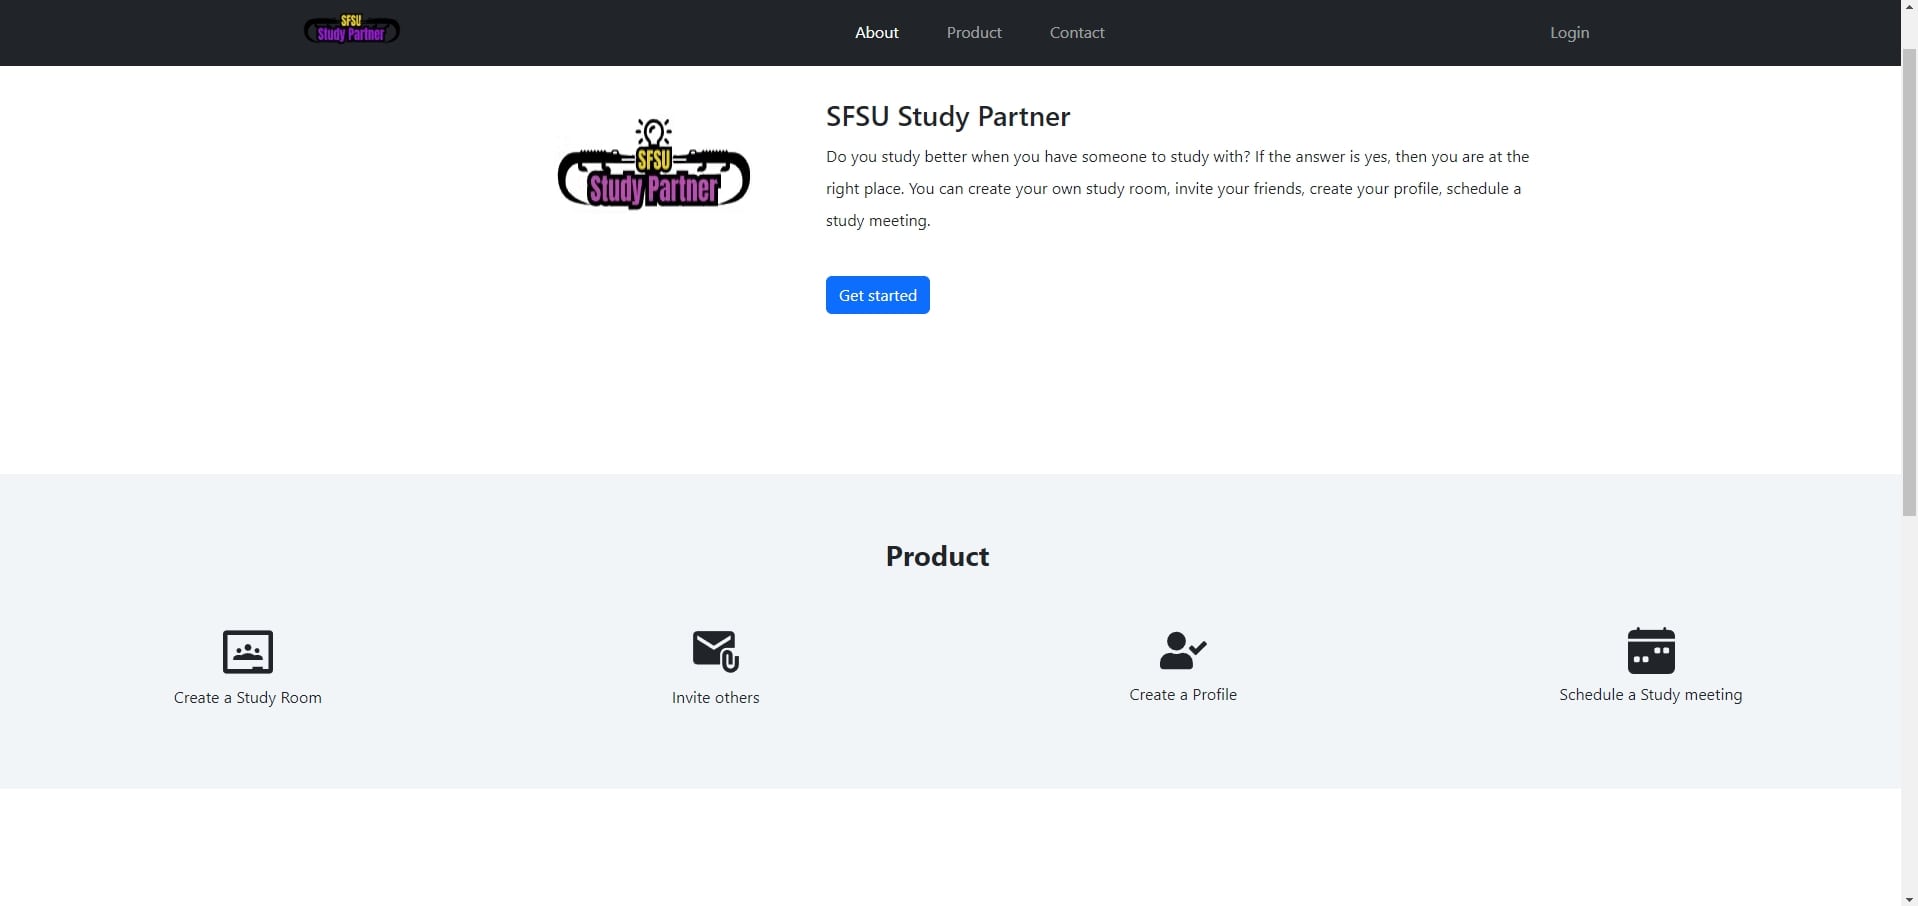 SFSU
Study Partner
About
Product
Contact
Login
SFSU
Study Partner
SFSU Study Partner
Do you study better when you have someone to study with? If the answer is yes, then you are at the
right place. You can create your own study room, invite your friends, create your profile, schedule a
study meeting.
Get started
Product
Create a Study Room
Invite others
Create a Profile
Schedule a Study meeting